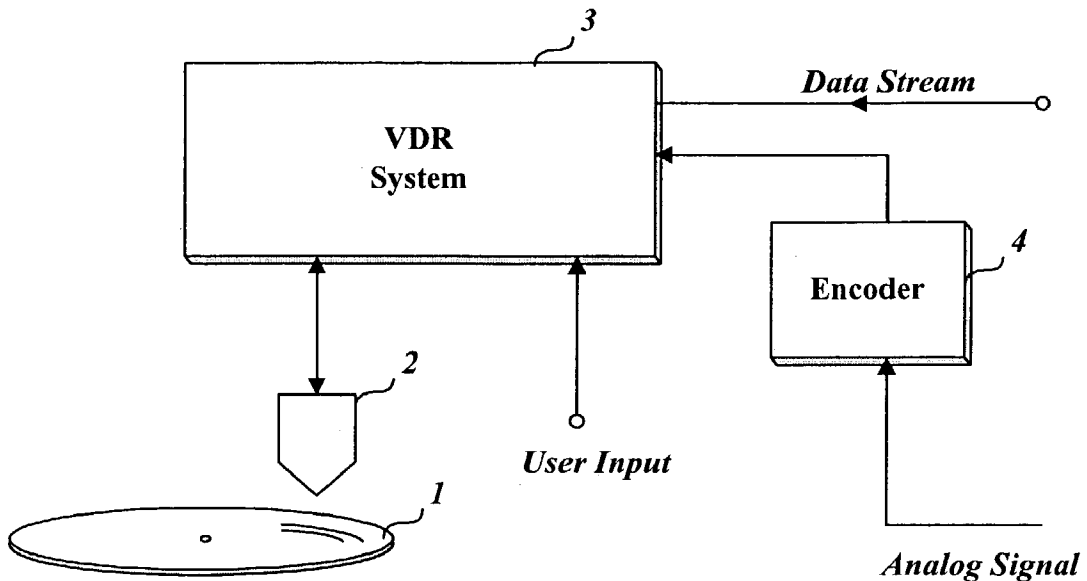 3
Data Stream
VDR
System
4
Encoder
2
User Input
1
Analog Signal